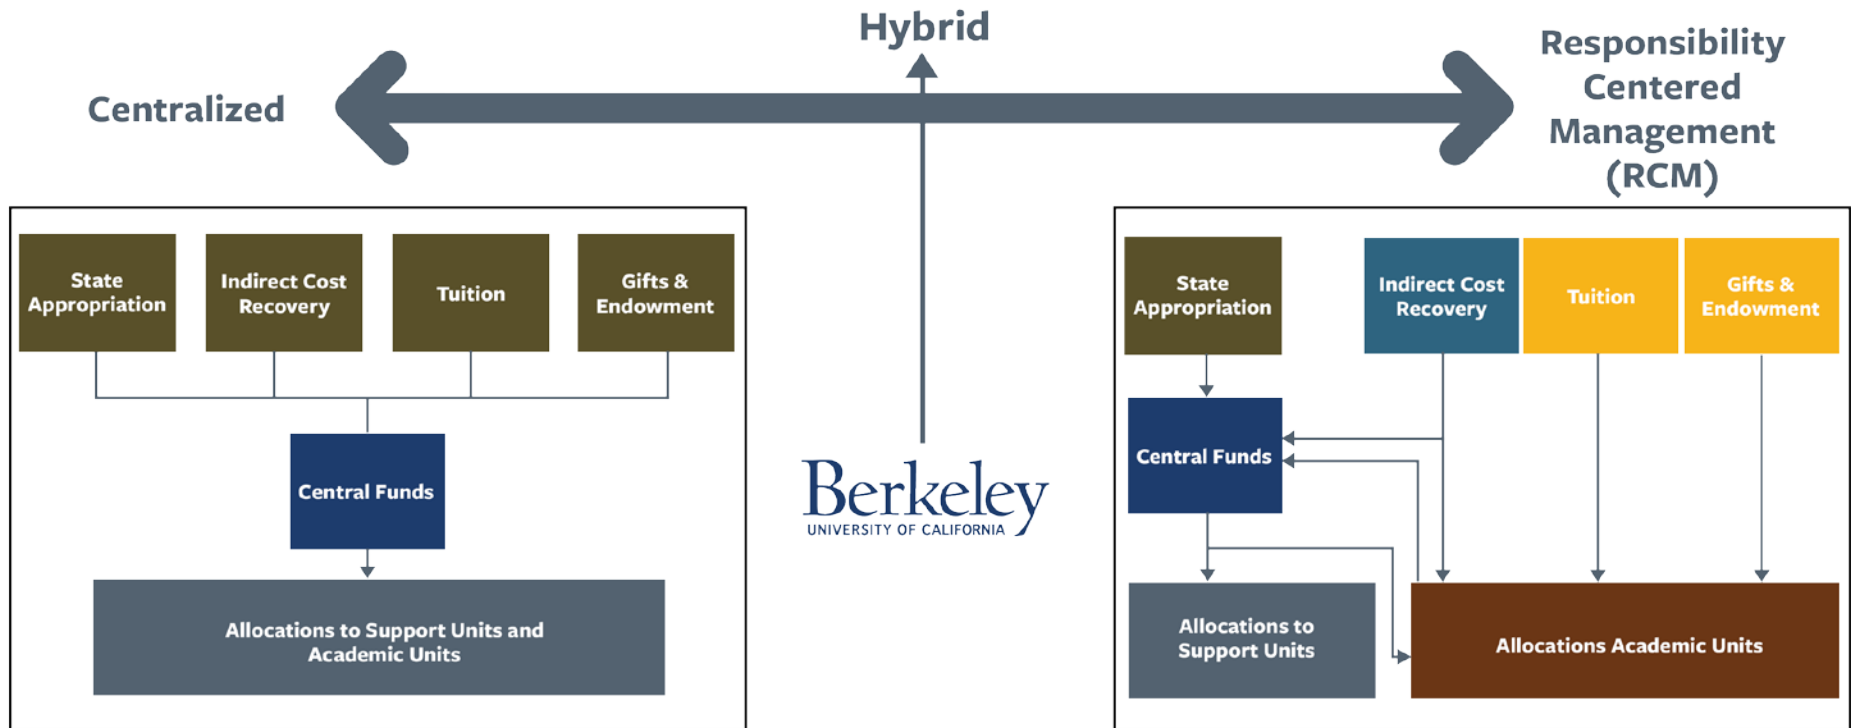 Hybrid
Centralized
Responsibility
Centered
Management
(RCM)
State
Appropriation
Indirect Cost
Recovery
Tuition
Gifts &
Endowment
Central Funds
Allocations to Support Units and
Academic Units
Berkeley
UNIVERSITY OF CALIFORNIA
State
Appropriation
Indirect Cost
Recovery
Tuition
Gifts &
Endowment
Central Funds
Allocations to
Support Units
Allocations Academic Units